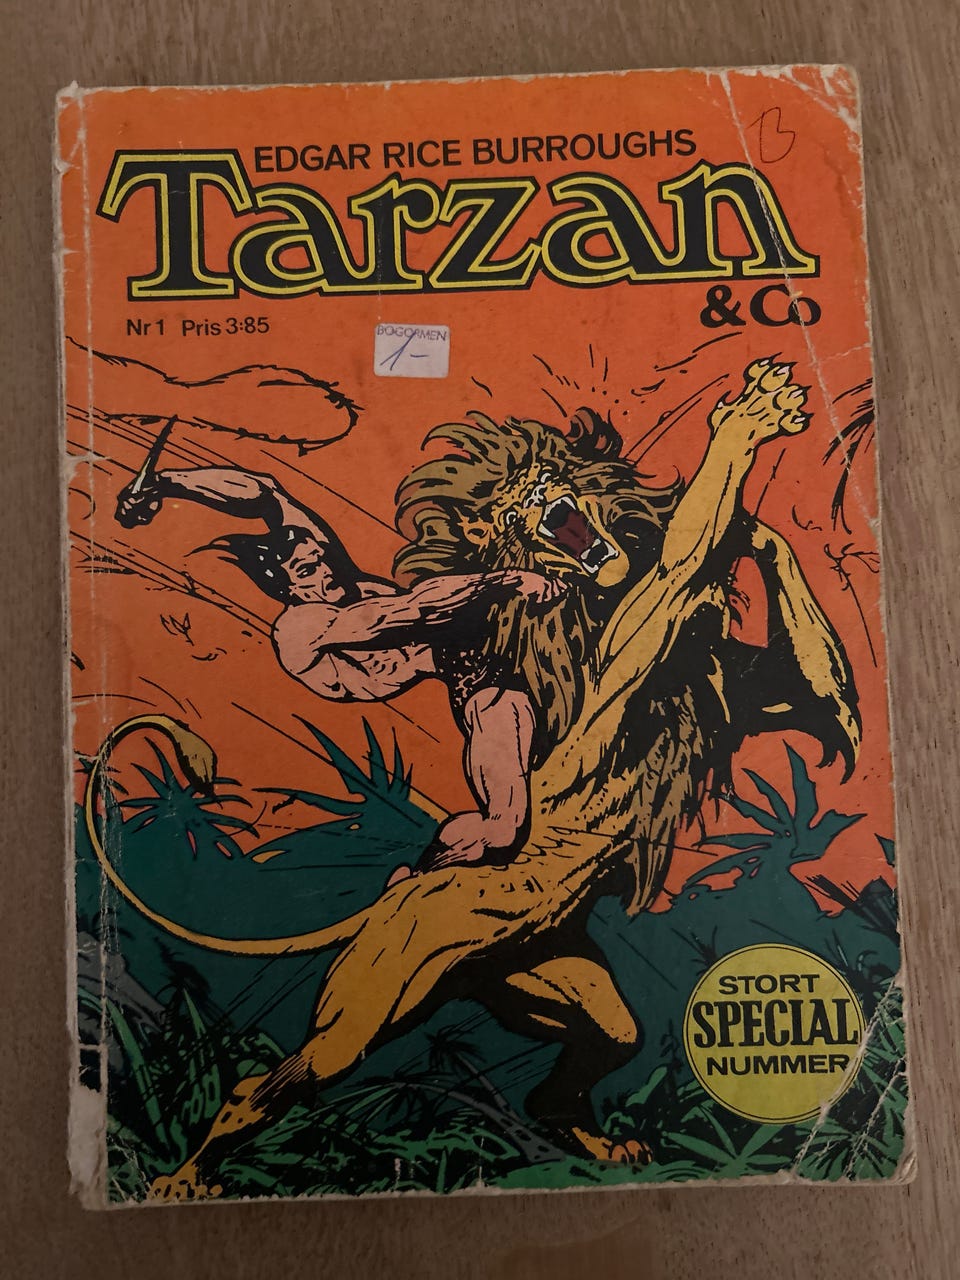 EDGAR RICE BURROUGHS
Tarzan
& Co
Nr 1 Pris 3:85
BOGORMEN
1-
B
STORT
SPECIAL
NUMMER